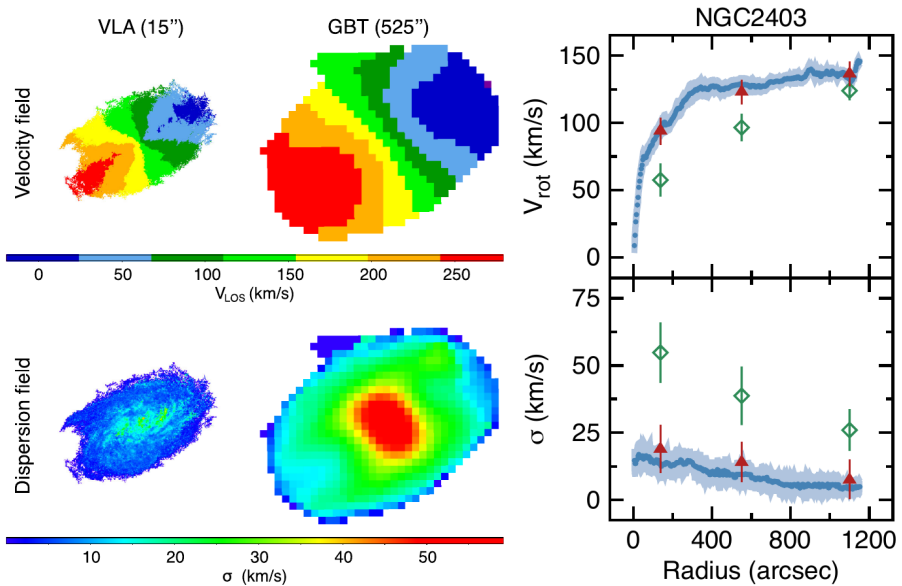 VLA (15”)
GBT (525”)
NGC2403
Velocity field
0
50
100
150
200
250
V_LOS (km/s)
Dispersion field
10
20
30
40
50
σ (km/s)
150
100
50
0
V_rot (km/s)
75
50
25
0
σ (km/s)
0
400
800
1200
Radius (arcsec)